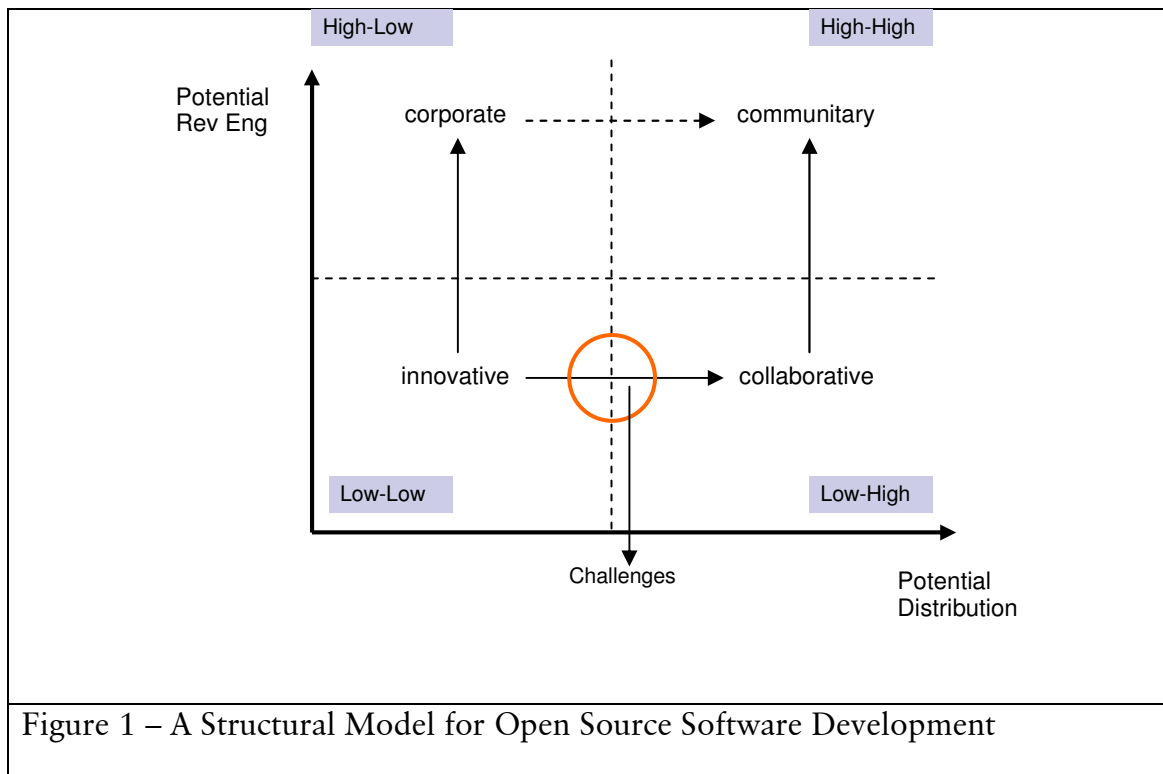 High-Low
High-High
Potential
Rev Eng
corporate
communitary
innovative
collaborative
Low-Low
Low-High
Challenges
Potential
Distribution
Figure 1 – A Structural Model for Open Source Software Development